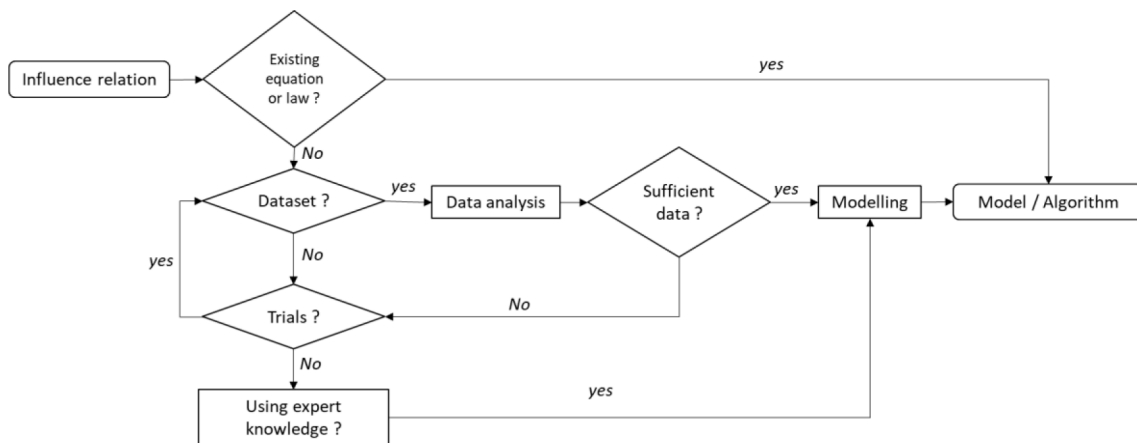 Existing
equation
or law ?
Influence relation
yes
No
Dataset ?
yes
Data analysis
Sufficient
data ?
yes
Modelling
Model / Algorithm
yes
No
Trials ?
No
No
Using expert
knowledge ?
yes